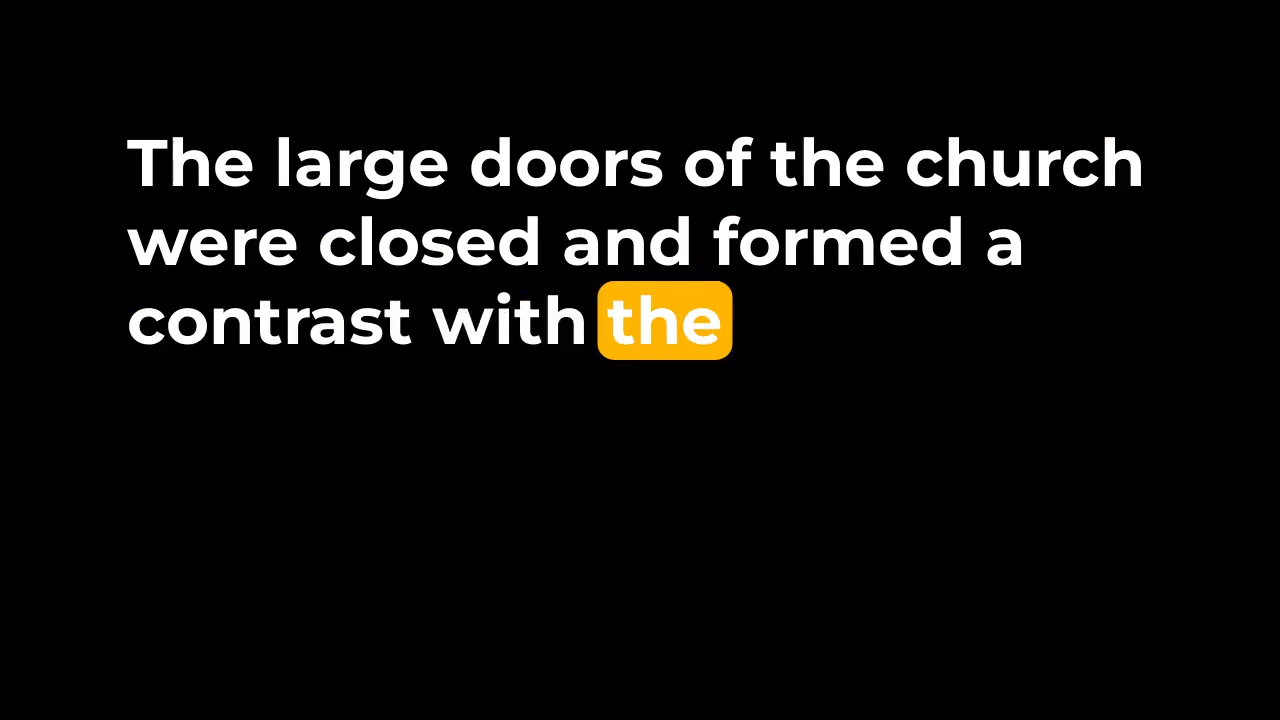 The large doors of the church
were closed and formed a
contrast with the